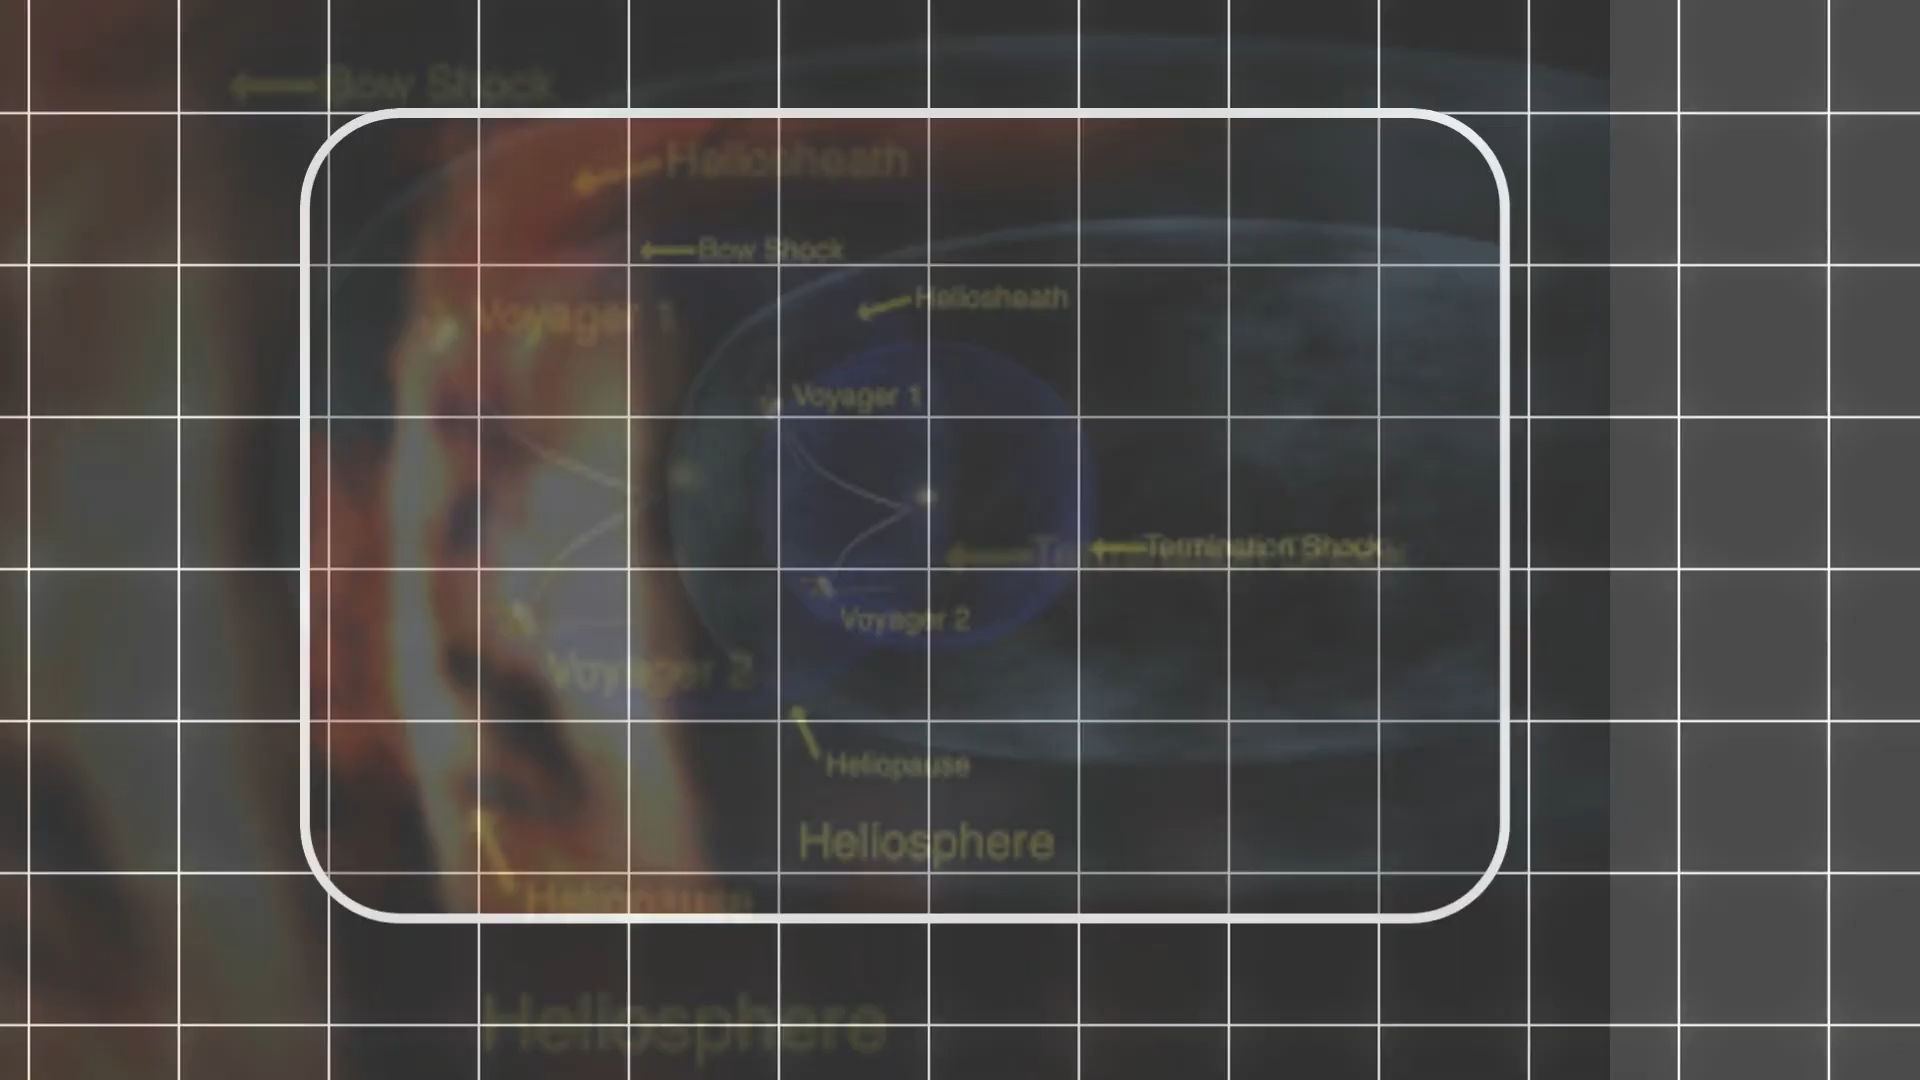 Bow Shock
Heliosheath
Bow Shock
Heliosheath
Voyager 1
Voyager 1
Termination Shock
Voyager 2
Voyager 2
Heliopause
Heliosphere
Heliopause
Heliosphere